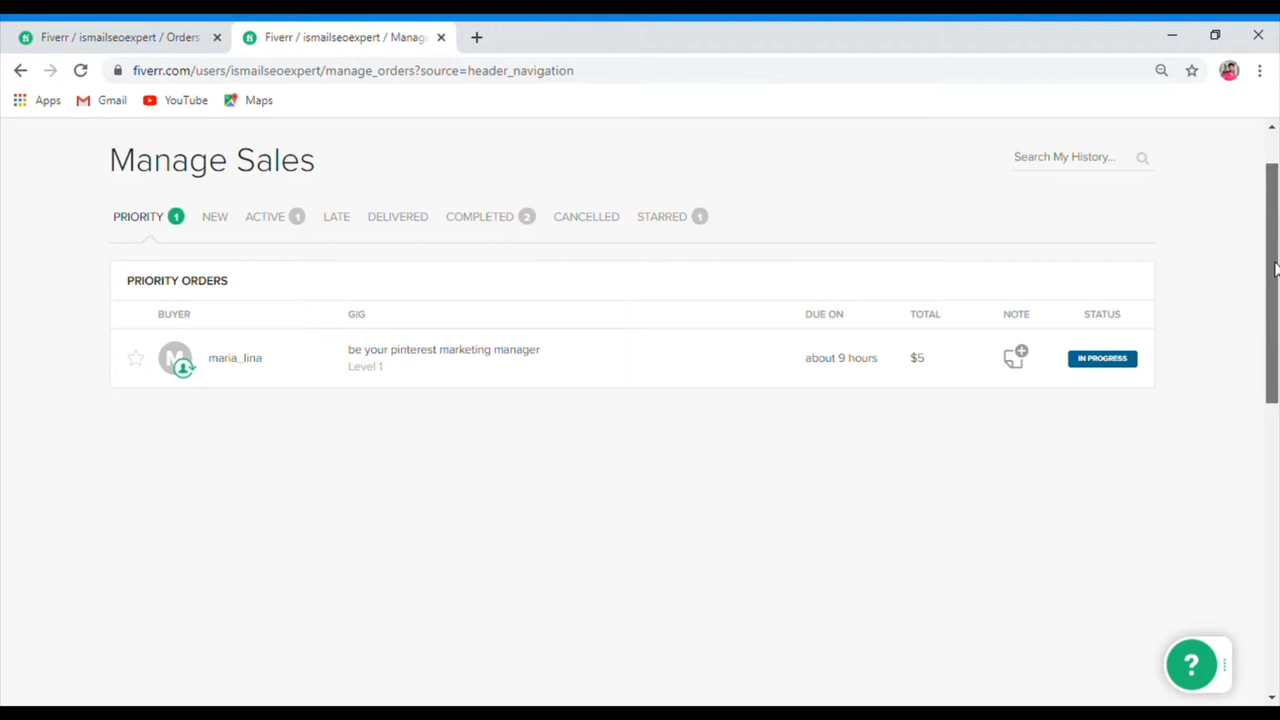 Fiverr / ismailseoexpert / Orders
Fiverr / ismailseoexpert / Manag
fiverr.com/users/ismailseoexpert/manage_orders?source=header_navigation
Apps Gmail YouTube Maps
Manage Sales
Search My History...
PRIORITY 1 NEW ACTIVE 1 LATE DELIVERED COMPLETED 2 CANCELLED STARRED 1
PRIORITY ORDERS
BUYER GIG DUE ON TOTAL NOTE STATUS
M maria_lina be your pinterest marketing manager about 9 hours $5 IN PROGRESS
Level 1
?